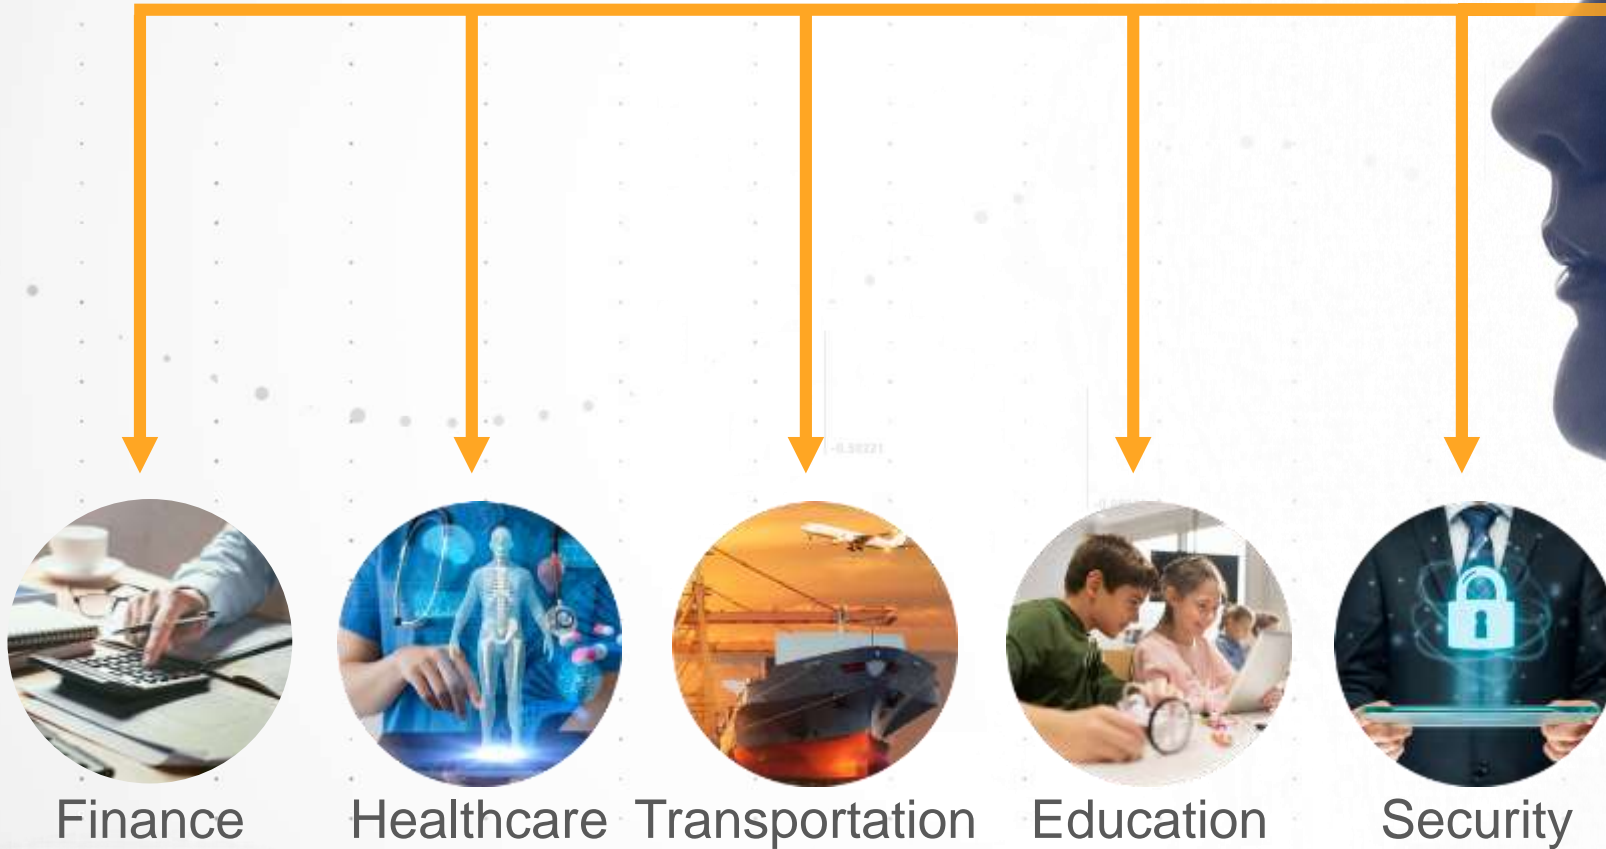 Finance
Healthcare
Transportation
Education
Security